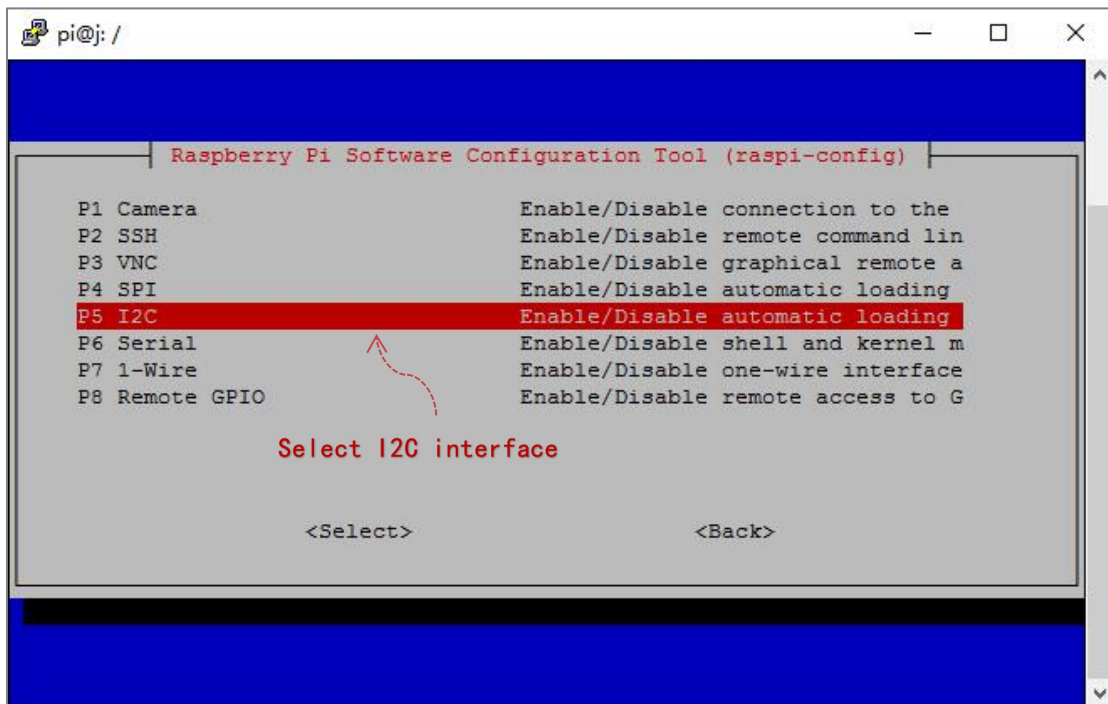 pi@j: /
Raspberry Pi Software Configuration Tool (raspi-config)
P1 Camera Enable/Disable connection to the
P2 SSH Enable/Disable remote command lin
P3 VNC Enable/Disable graphical remote a
P4 SPI Enable/Disable automatic loading
P5 I2C Enable/Disable automatic loading
P6 Serial Enable/Disable shell and kernel m
P7 1-Wire Enable/Disable one-wire interface
P8 Remote GPIO Enable/Disable remote access to G
Select I2C interface
<Select> <Back>